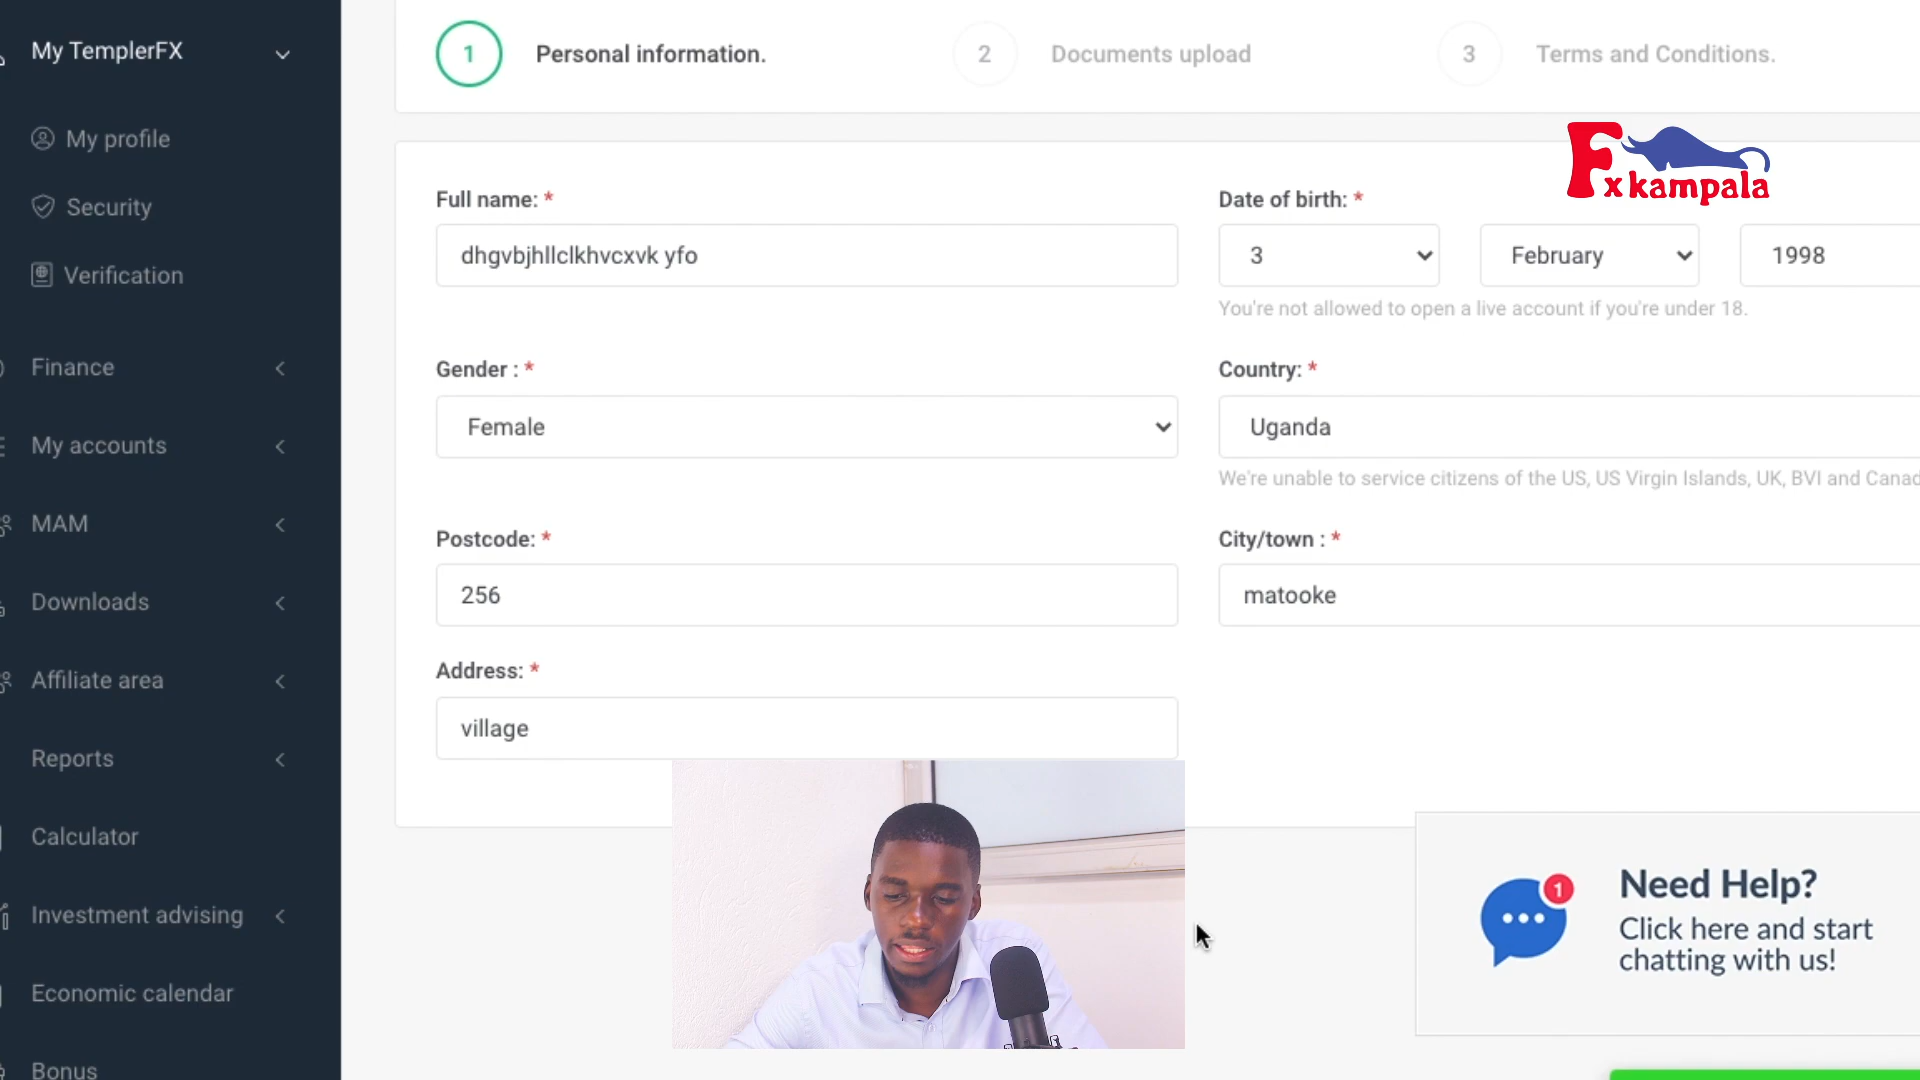 My TemplerFX
My profile
Security
Verification
Finance
My accounts
MAM
Downloads
Affiliate area
Reports
Calculator
Investment advising
Economic calendar
Bonus
1 Personal information.
2 Documents upload
3 Terms and Conditions.
Fxkampala
Full name: *
dhgvbjhllclkhvcxvk yfo
Date of birth: *
3 February 1998
You're not allowed to open a live account if you're under 18.
Gender : *
Female
Country: *
Uganda
We're unable to service citizens of the US, US Virgin Islands, UK, BVI and Canad
Postcode: *
256
City/town : *
matooke
Address: *
village
1
Need Help?
Click here and start
chatting with us!